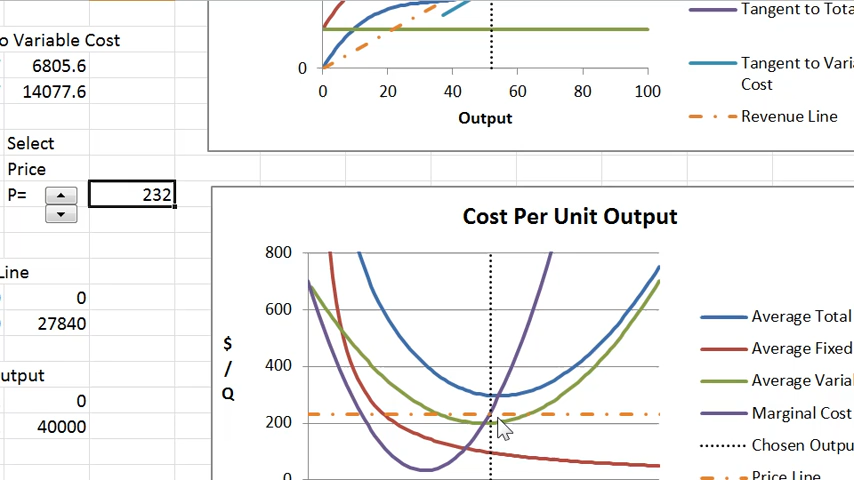 o Variable Cost
6805.6
14077.6
Select
Price
P=
232
Line
0
27840
utput
0
40000
0
0 20 40 60 80 100
Output
Tangent to Tota
Tangent to Varia
Cost
Revenue Line
Cost Per Unit Output
800
600
400
200
0
$
/
Q
Average Total
Average Fixed
Average Variab
Marginal Cost
Chosen Outpu
Price Line